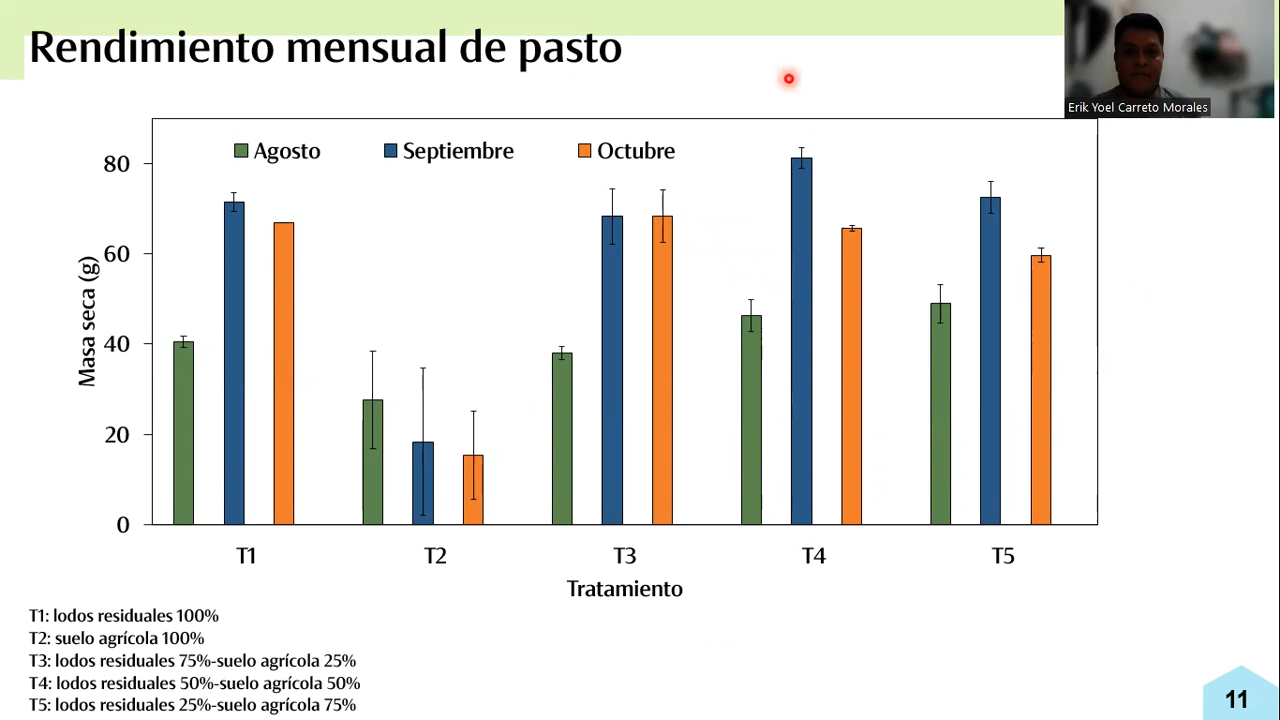 Rendimiento mensual de pasto
Erik Yoel Carreto Morales
Agosto Septiembre Octubre
Masa seca (g)
80
60
40
20
0
T1 T2 T3 T4 T5
Tratamiento
T1: lodos residuales 100%
T2: suelo agrícola 100%
T3: lodos residuales 75%-suelo agrícola 25%
T4: lodos residuales 50%-suelo agrícola 50%
T5: lodos residuales 25%-suelo agrícola 75%
11